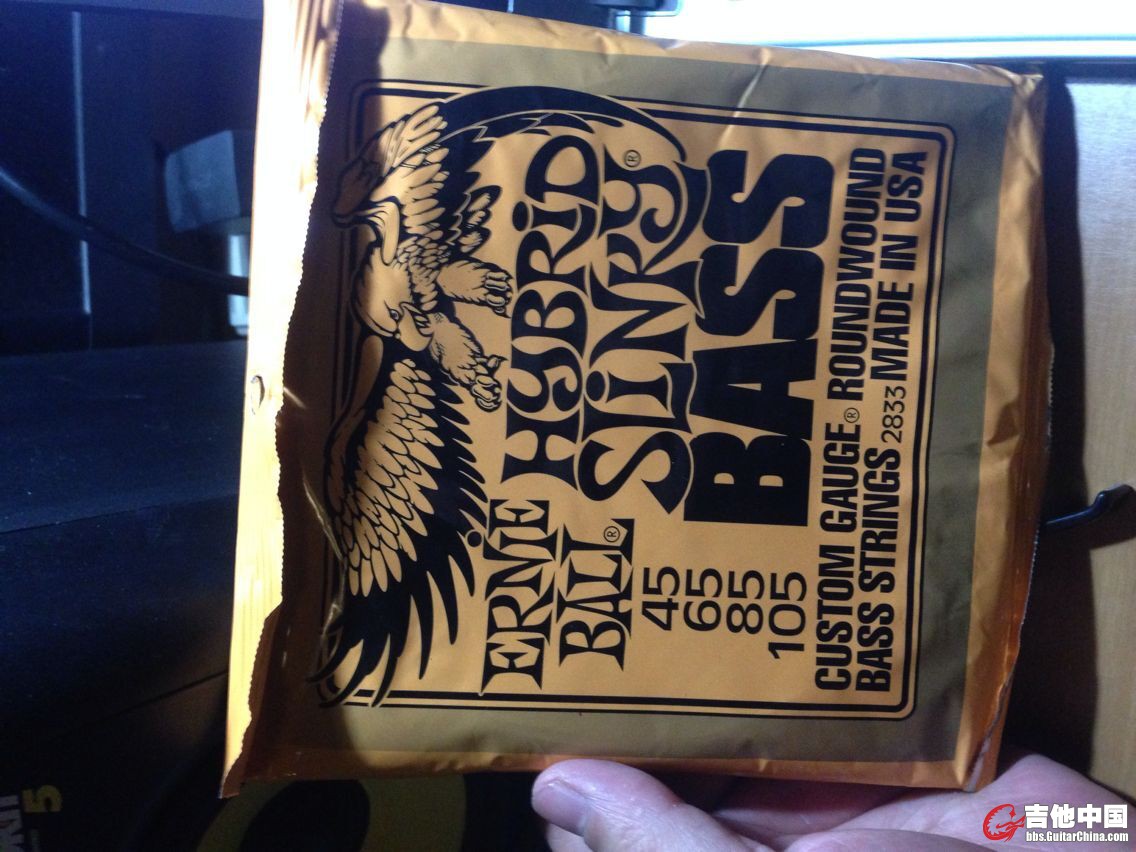 ERNIE HYBRID
BALL® SLINKY®
45
65
85
105
BASS
CUSTOM GAUGE® ROUNDWOUND
BASS STRINGS 2833 MADE IN USA
5
吉他中国
bbs.GuitarChina.com